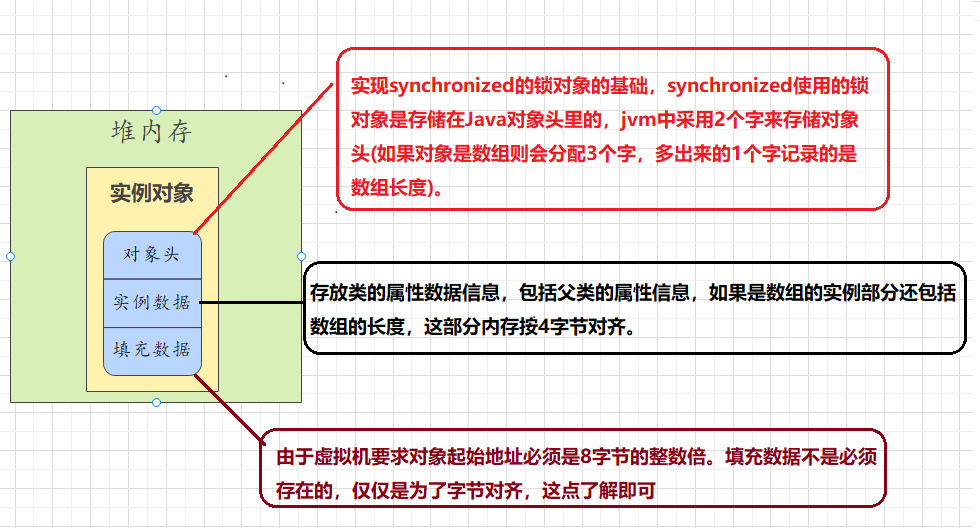 堆内存
实例对象
对象头
实例数据
填充数据
实现synchronized的锁对象的基础，synchronized使用的锁
对象是存储在Java对象头里的，jvm中采用2个字来存储对象
头(如果对象是数组则会分配3个字，多出来的1个字记录的是
数组长度)。
存放类的属性数据信息，包括父类的属性信息，如果是数组的实例部分还包括
数组的长度，这部分内存按4字节对齐。
由于虚拟机要求对象起始地址必须是8字节的整数倍。填充数据不是必须
存在的，仅仅是为了字节对齐，这点了解即可